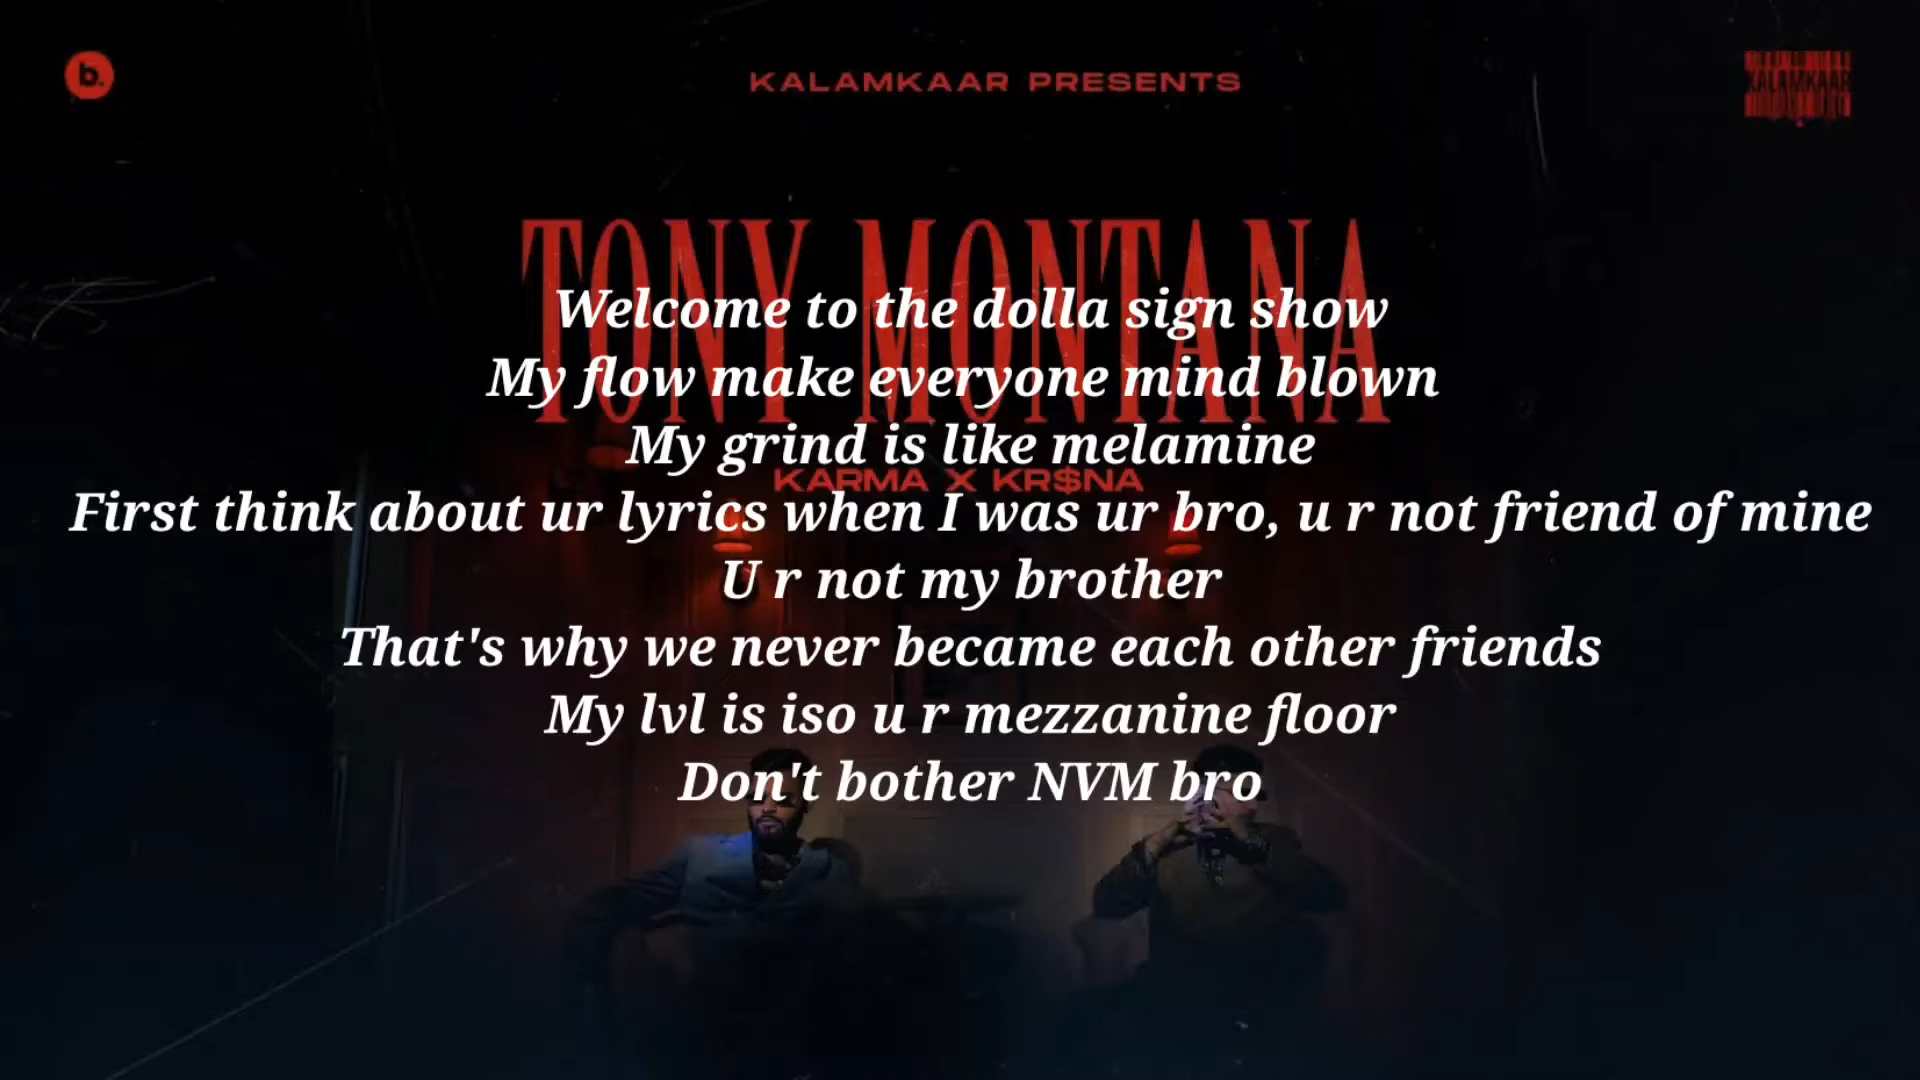 b.
KALAMKAAR PRESENTS
KALAMKAAR
TONY MONTANA
Welcome to the dolla sign show
My flow make everyone mind blown
My grind is like melamine
KARMA X KR$NA
First think about ur lyrics when I was ur bro, u r not friend of mine
U r not my brother
That's why we never became each other friends
My lvl is iso u r mezzanine floor
Don't bother NVM bro